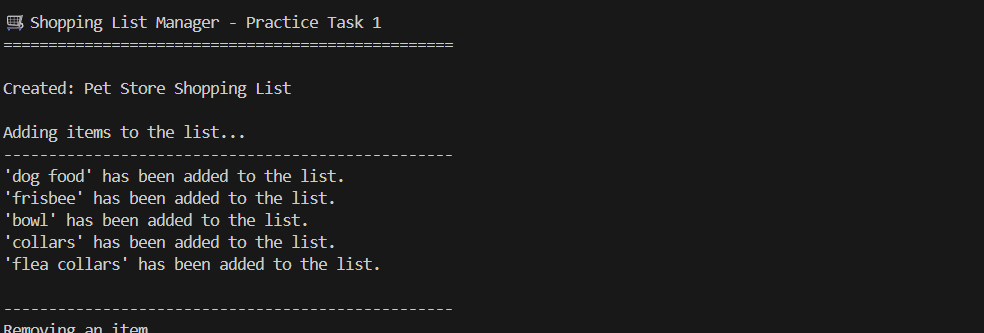 🛒 Shopping List Manager - Practice Task 1
==================================================
Created: Pet Store Shopping List
Adding items to the list...
--------------------------------------------------
'dog food' has been added to the list.
'frisbee' has been added to the list.
'bowl' has been added to the list.
'collars' has been added to the list.
'flea collars' has been added to the list.
--------------------------------------------------
Removing an item